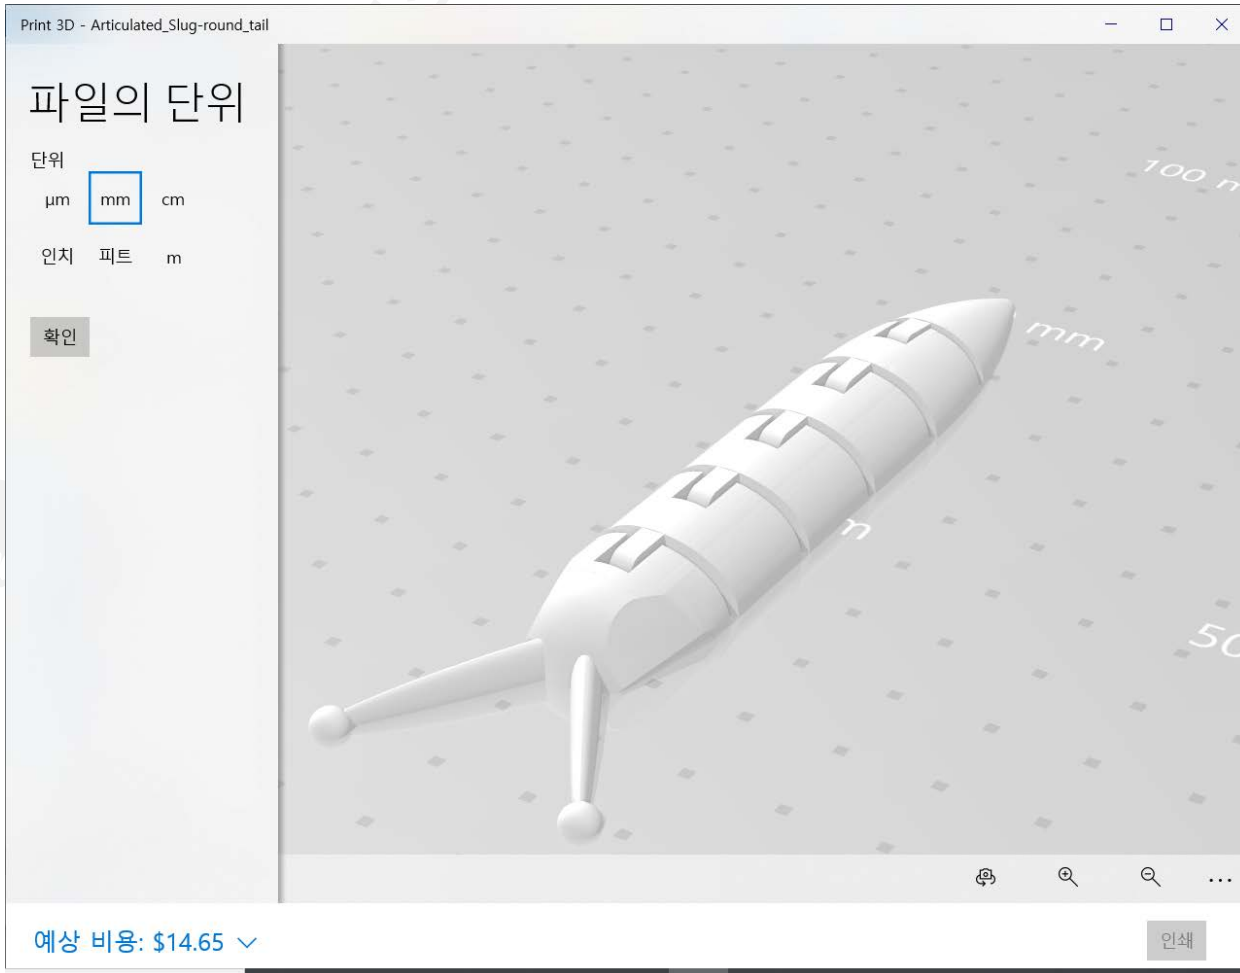 Print 3D - Articulated_Slug-round_tail
파일의 단위
단위
μm mm cm
인치 피트 m
확인
100 m
mm
m
50
예상 비용: $14.65
인쇄